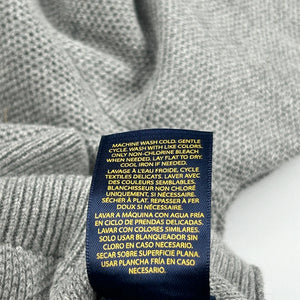 MACHINE WASH COLD. GENTLE
CYCLE. WASH WITH LIKE COLORS,
ONLY NON-CHLORINE BLEACH
WHEN NEEDED. LAY FLAT TO DRY.
COOL IRON IF NEEDED.
LAVAGE À L'EAU FROIDE, CYCLE
TEXTILES DELICATS. LAVER AVEC
DES COULEURS SEMBLABLES.
BLANCHISSEUR NON CHLORÉ
UNIQUEMENT, SI NÉCESSAIRE.
SÉCHER À PLAT. REPASSER À FER
DOUX SI NÉCESSAIRE.
LAVAR A MÁQUINA CON AGUA FRÍA
EN CICLO DE PRENDAS DELICADAS.
LAVAR CON COLORES SIMILARES.
SOLO USAR BLANQUEADOR SIN
CLORO EN CASO NECESARIO.
SECAR SOBRE SUPERFICIE PLANA.
USAR PLANCHA FRÍA EN CASO
NECESARIO.